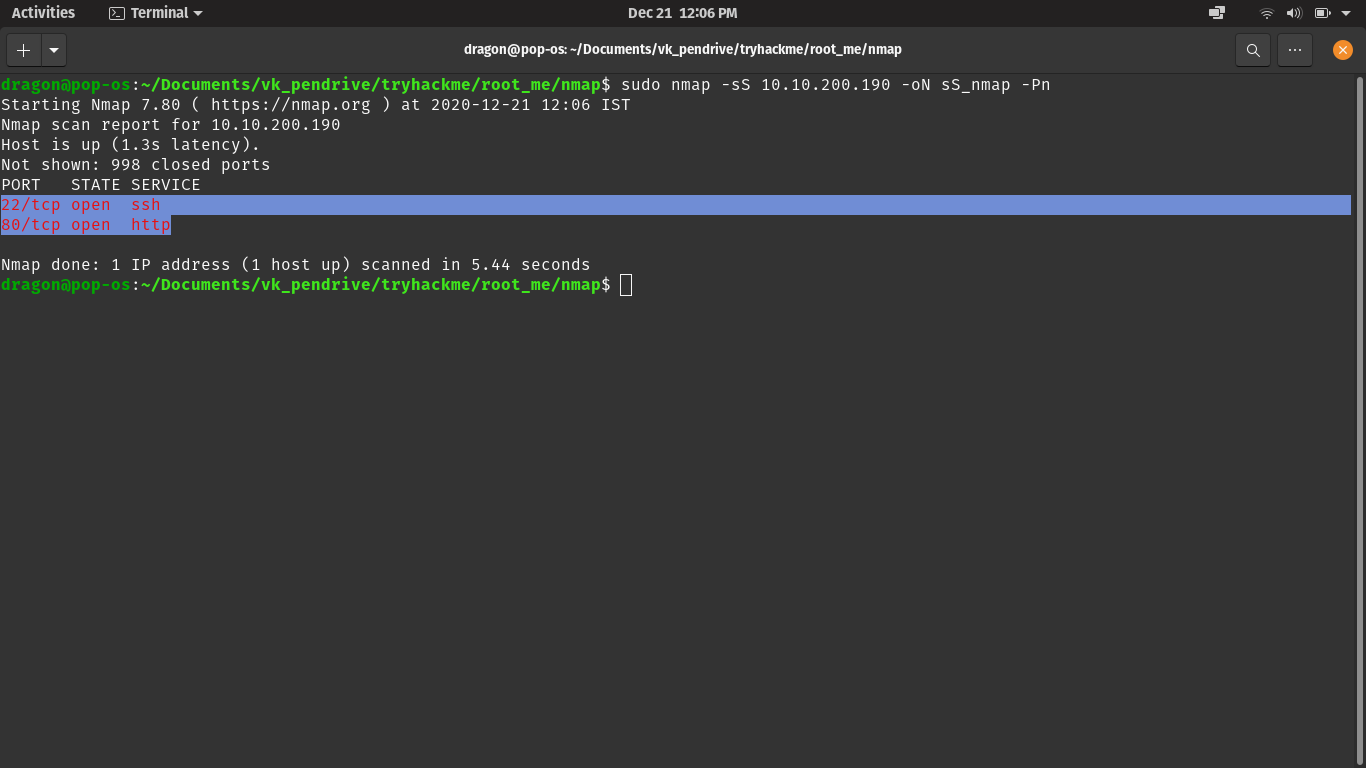 Activities Terminal Dec 21 12:06 PM
dragon@pop-os: ~/Documents/vk_pendrive/tryhackme/root_me/nmap
dragon@pop-os:~/Documents/vk_pendrive/tryhackme/root_me/nmap$ sudo nmap -sS 10.10.200.190 -oN sS_nmap -Pn
Starting Nmap 7.80 ( https://nmap.org ) at 2020-12-21 12:06 IST
Nmap scan report for 10.10.200.190
Host is up (1.3s latency).
Not shown: 998 closed ports
PORT   STATE SERVICE
22/tcp open  ssh
80/tcp open  http
Nmap done: 1 IP address (1 host up) scanned in 5.44 seconds
dragon@pop-os:~/Documents/vk_pendrive/tryhackme/root_me/nmap$